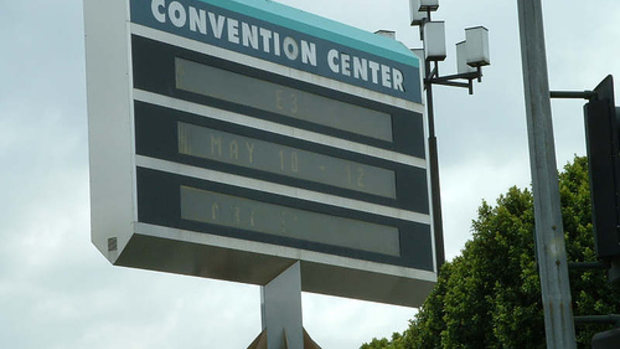 CONVENTION CENTER
E3
MAY 10 - 12